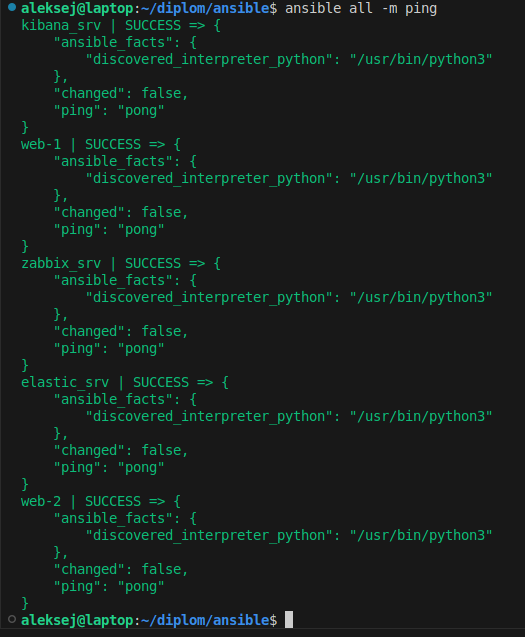 aleksej@laptop:~/diplom/ansible$ ansible all -m ping
kibana_srv | SUCCESS => {
    "ansible_facts": {
        "discovered_interpreter_python": "/usr/bin/python3"
    },
    "changed": false,
    "ping": "pong"
}
web-1 | SUCCESS => {
    "ansible_facts": {
        "discovered_interpreter_python": "/usr/bin/python3"
    },
    "changed": false,
    "ping": "pong"
}
zabbix_srv | SUCCESS => {
    "ansible_facts": {
        "discovered_interpreter_python": "/usr/bin/python3"
    },
    "changed": false,
    "ping": "pong"
}
elastic_srv | SUCCESS => {
    "ansible_facts": {
        "discovered_interpreter_python": "/usr/bin/python3"
    },
    "changed": false,
    "ping": "pong"
}
web-2 | SUCCESS => {
    "ansible_facts": {
        "discovered_interpreter_python": "/usr/bin/python3"
    },
    "changed": false,
    "ping": "pong"
}
aleksej@laptop:~/diplom/ansible$